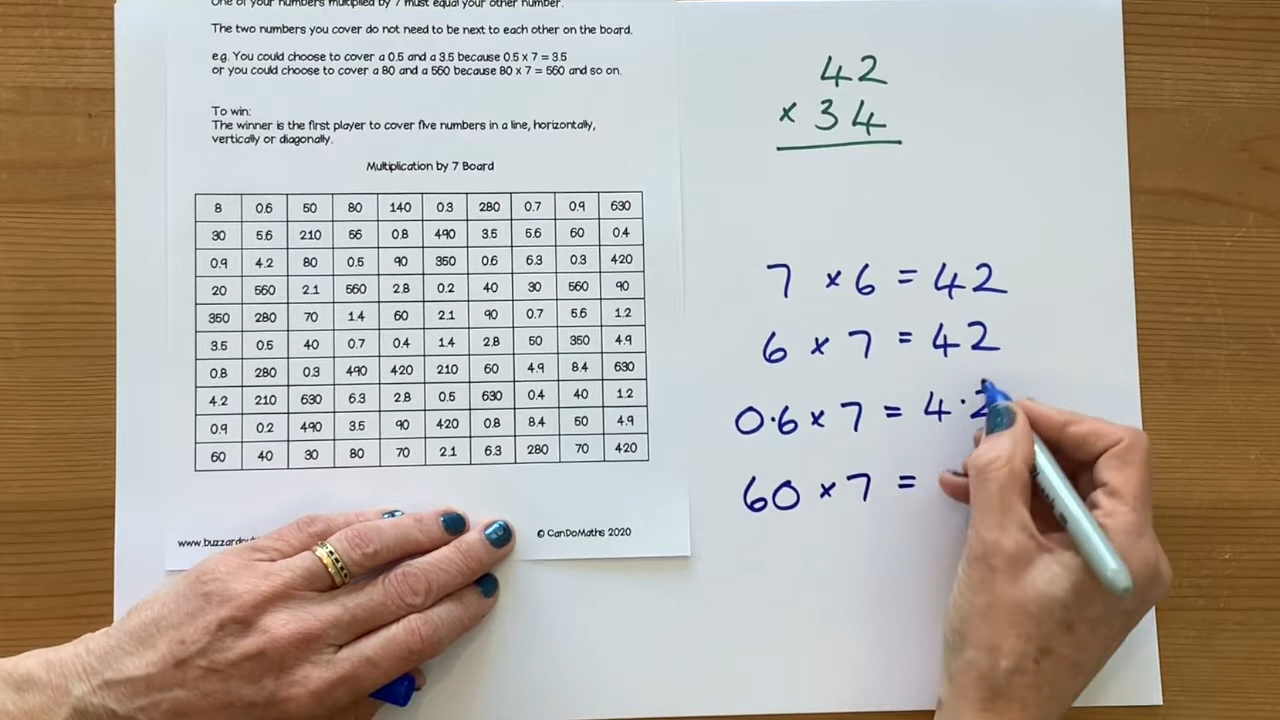 One of your numbers multiplied by 7 must equal your other number.
The two numbers you cover do not need to be next to each other on the board.
e.g. You could choose to cover a 0.5 and a 3.5 because 0.5 x 7 = 3.5
or you could choose to cover a 80 and a 560 because 80 x 7 = 560 and so on.
To win:
The winner is the first player to cover five numbers in a line, horizontally,
vertically or diagonally.
Multiplication by 7 Board
8 0.6 50 80 140 0.3 280 0.7 0.9 630
30 5.6 210 56 0.8 490 3.5 5.6 60 0.4
0.9 4.2 80 0.5 90 350 0.6 6.3 0.3 420
20 560 2.1 560 2.8 0.2 40 30 560 90
350 280 70 1.4 60 2.1 90 0.7 5.6 1.2
3.5 0.5 40 0.7 0.4 1.4 2.8 50 350 4.9
0.8 280 0.3 490 420 210 60 4.9 8.4 630
4.2 210 630 6.3 2.8 0.5 630 0.4 40 1.2
0.9 0.2 490 3.5 90 420 0.8 8.4 50 4.9
60 40 30 80 70 2.1 6.3 280 70 420
© CanDoMaths 2020
42
× 34
7 × 6 = 42
6 × 7 = 42
0·6 × 7 = 4·2
60 × 7 =